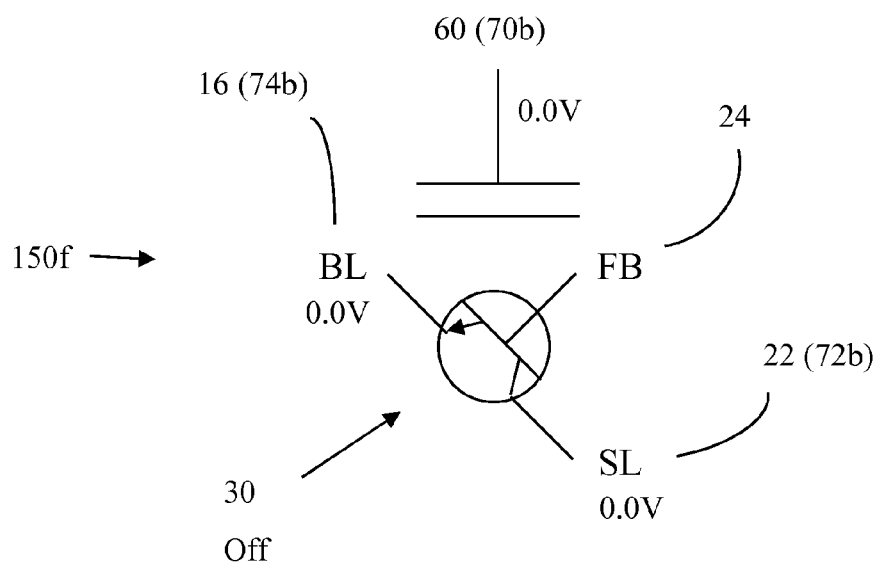 60 (70b)
16 (74b)
0.0V
24
150f
BL
FB
0.0V
22 (72b)
SL
30
0.0V
Off